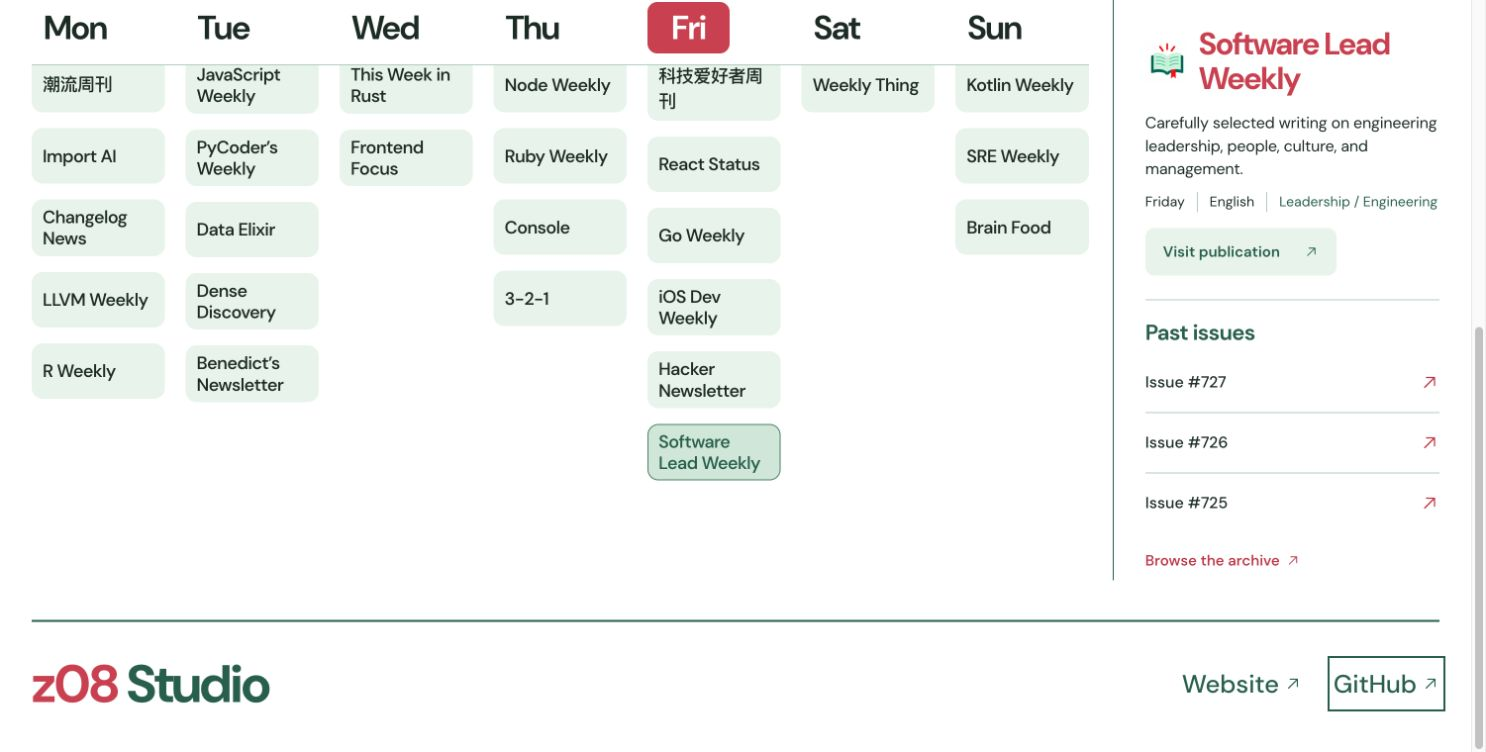 Mon
Tue
Wed
Thu
Fri
Sat
Sun
潮流周刊
Import AI
Changelog
News
LLVM Weekly
R Weekly
JavaScript
Weekly
PyCoder’s
Weekly
Data Elixir
Dense
Discovery
Benedict’s
Newsletter
This Week in
Rust
Frontend
Focus
Node Weekly
Ruby Weekly
Console
3-2-1
科技爱好者周
刊
React Status
Go Weekly
iOS Dev
Weekly
Hacker
Newsletter
Software
Lead Weekly
Weekly Thing
Kotlin Weekly
SRE Weekly
Brain Food
Software Lead
Weekly
Carefully selected writing on engineering
leadership, people, culture, and
management.
Friday
English
Leadership / Engineering
Visit publication
Past issues
Issue #727
Issue #726
Issue #725
Browse the archive
z08 Studio
Website
GitHub